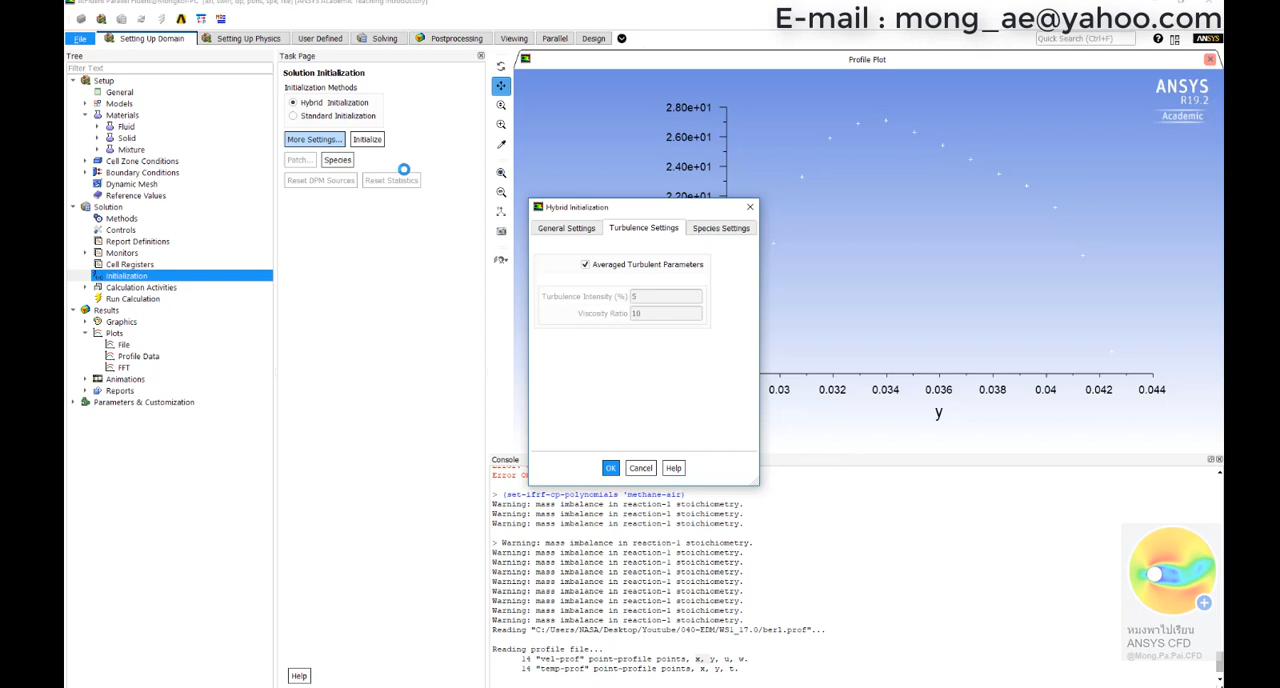 E-mail : mong_ae@yahoo.com
File
Setting Up Domain
Setting Up Physics
User Defined
Solving
Postprocessing
Viewing
Parallel
Design
Quick Search (Ctrl+F)
ANSYS
Tree
Task Page
Profile Plot
Filter Text
Setup
General
Models
Materials
Fluid
Solid
Mixture
Cell Zone Conditions
Boundary Conditions
Dynamic Mesh
Reference Values
Solution
Methods
Controls
Report Definitions
Monitors
Cell Registers
Initialization
Calculation Activities
Run Calculation
Results
Graphics
Plots
File
Profile Data
FFT
Animations
Reports
Parameters & Customization
Solution Initialization
Initialization Methods
Hybrid Initialization
Standard Initialization
More Settings...
Initialize
Patch...
Species
Reset DPM Sources
Reset Statistics
Help
ANSYS
R19.2
Academic
2.80e+01
2.60e+01
2.40e+01
2.20e+01
0.03
0.032
0.034
0.036
0.038
0.04
0.042
0.044
y
Hybrid Initialization
General Settings
Turbulence Settings
Species Settings
Averaged Turbulent Parameters
Turbulence Intensity (%) 5
Viscosity Ratio 10
OK
Cancel
Help
Console
> (set-ifrf-cp-polynomials 'methane-air)
Warning: mass imbalance in reaction-1 stoichiometry.
Warning: mass imbalance in reaction-1 stoichiometry.
Warning: mass imbalance in reaction-1 stoichiometry.
> Warning: mass imbalance in reaction-1 stoichiometry.
Warning: mass imbalance in reaction-1 stoichiometry.
Warning: mass imbalance in reaction-1 stoichiometry.
Warning: mass imbalance in reaction-1 stoichiometry.
Warning: mass imbalance in reaction-1 stoichiometry.
Warning: mass imbalance in reaction-1 stoichiometry.
Warning: mass imbalance in reaction-1 stoichiometry.
Warning: mass imbalance in reaction-1 stoichiometry.
Warning: mass imbalance in reaction-1 stoichiometry.
Reading "C:/Users/NASA/Desktop/Youtube/040-EDM/WS1_17.0/berl.prof"...
Reading profile file...
14 "vel-prof" point-profile points, x, y, u, w.
14 "temp-prof" point-profile points, x, y, t.
หมงพาไปเรียน
ANSYS CFD
@Mong.Pa.Pai.CFD